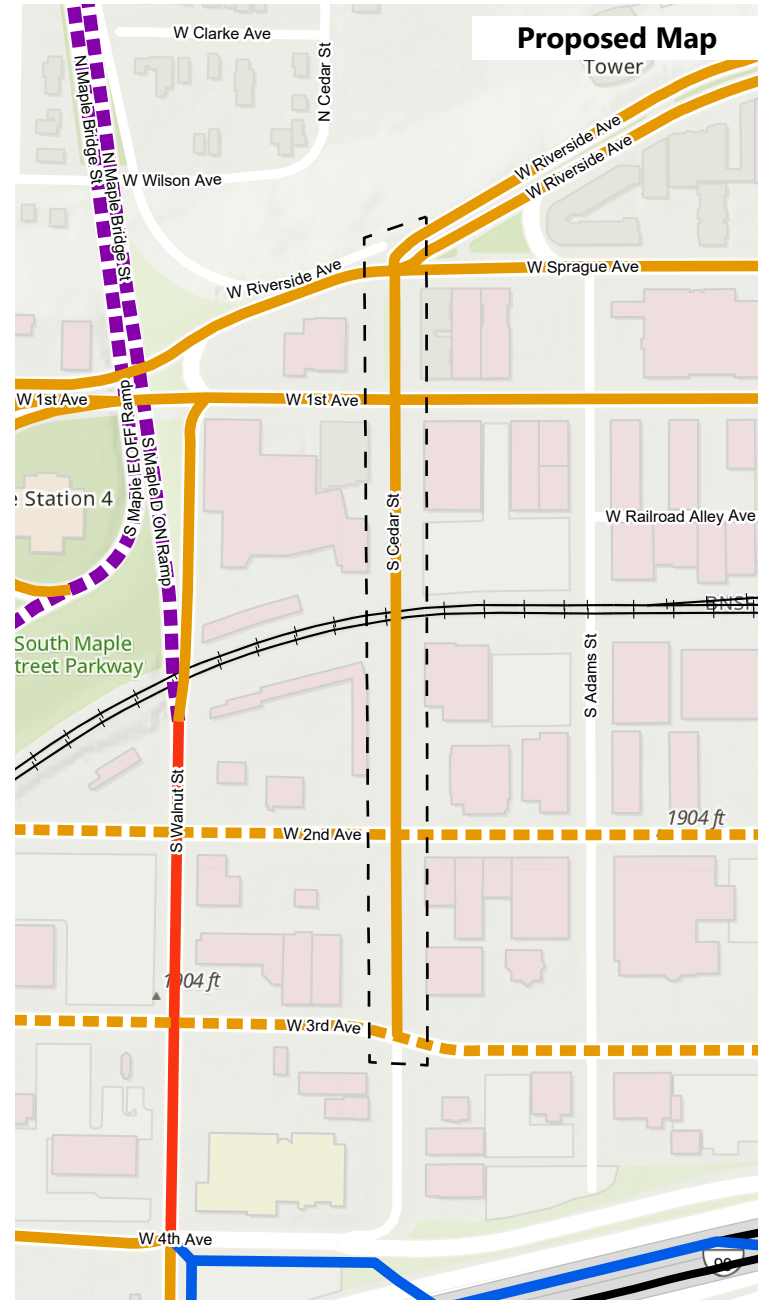 Proposed Map
W Clarke Ave
N Cedar St
Tower
N Maple Bridge St
N Maple Bridge St
W Wilson Ave
W Riverside Ave
W Riverside Ave
W Riverside Ave
W Sprague Ave
W 1st Ave
W 1st Ave
S Maple E OFF Ramp
S Maple D ON Ramp
e Station 4
S Cedar St
W Railroad Alley Ave
BNSF
South Maple
treet Parkway
S Adams St
S Walnut St
W 2nd Ave
1904 ft
1904 ft
W 3rd Ave
W 4th Ave
90